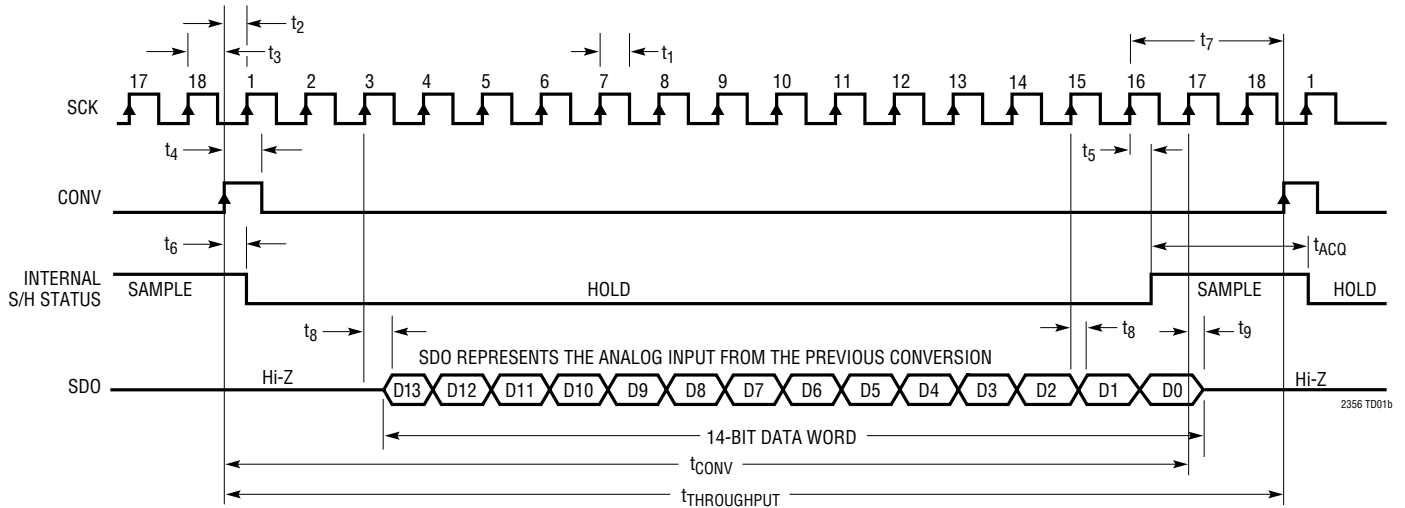 t2
t3
t1
t7
17 18 1 2 3 4 5 6 7 8 9 10 11 12 13 14 15 16 17 18 1
SCK
t4
t5
CONV
t6
tACQ
INTERNAL
S/H STATUS
SAMPLE
HOLD
SAMPLE
HOLD
t8
t8
t9
SDO REPRESENTS THE ANALOG INPUT FROM THE PREVIOUS CONVERSION
SDO
Hi-Z
D13 D12 D11 D10 D9 D8 D7 D6 D5 D4 D3 D2 D1 D0
Hi-Z
2356 TD01b
14-BIT DATA WORD
tCONV
tTHROUGHPUT